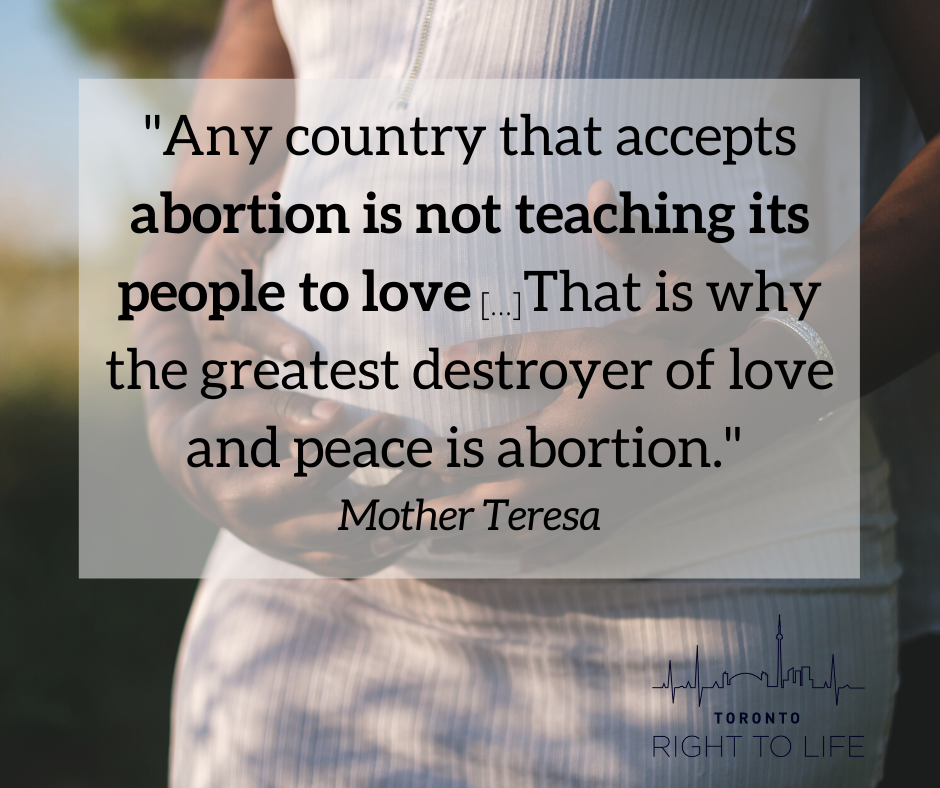 "Any country that accepts
abortion is not teaching its
people to love [...]That is why
the greatest destroyer of love
and peace is abortion."
Mother Teresa
TORONTO
RIGHT TO LIFE